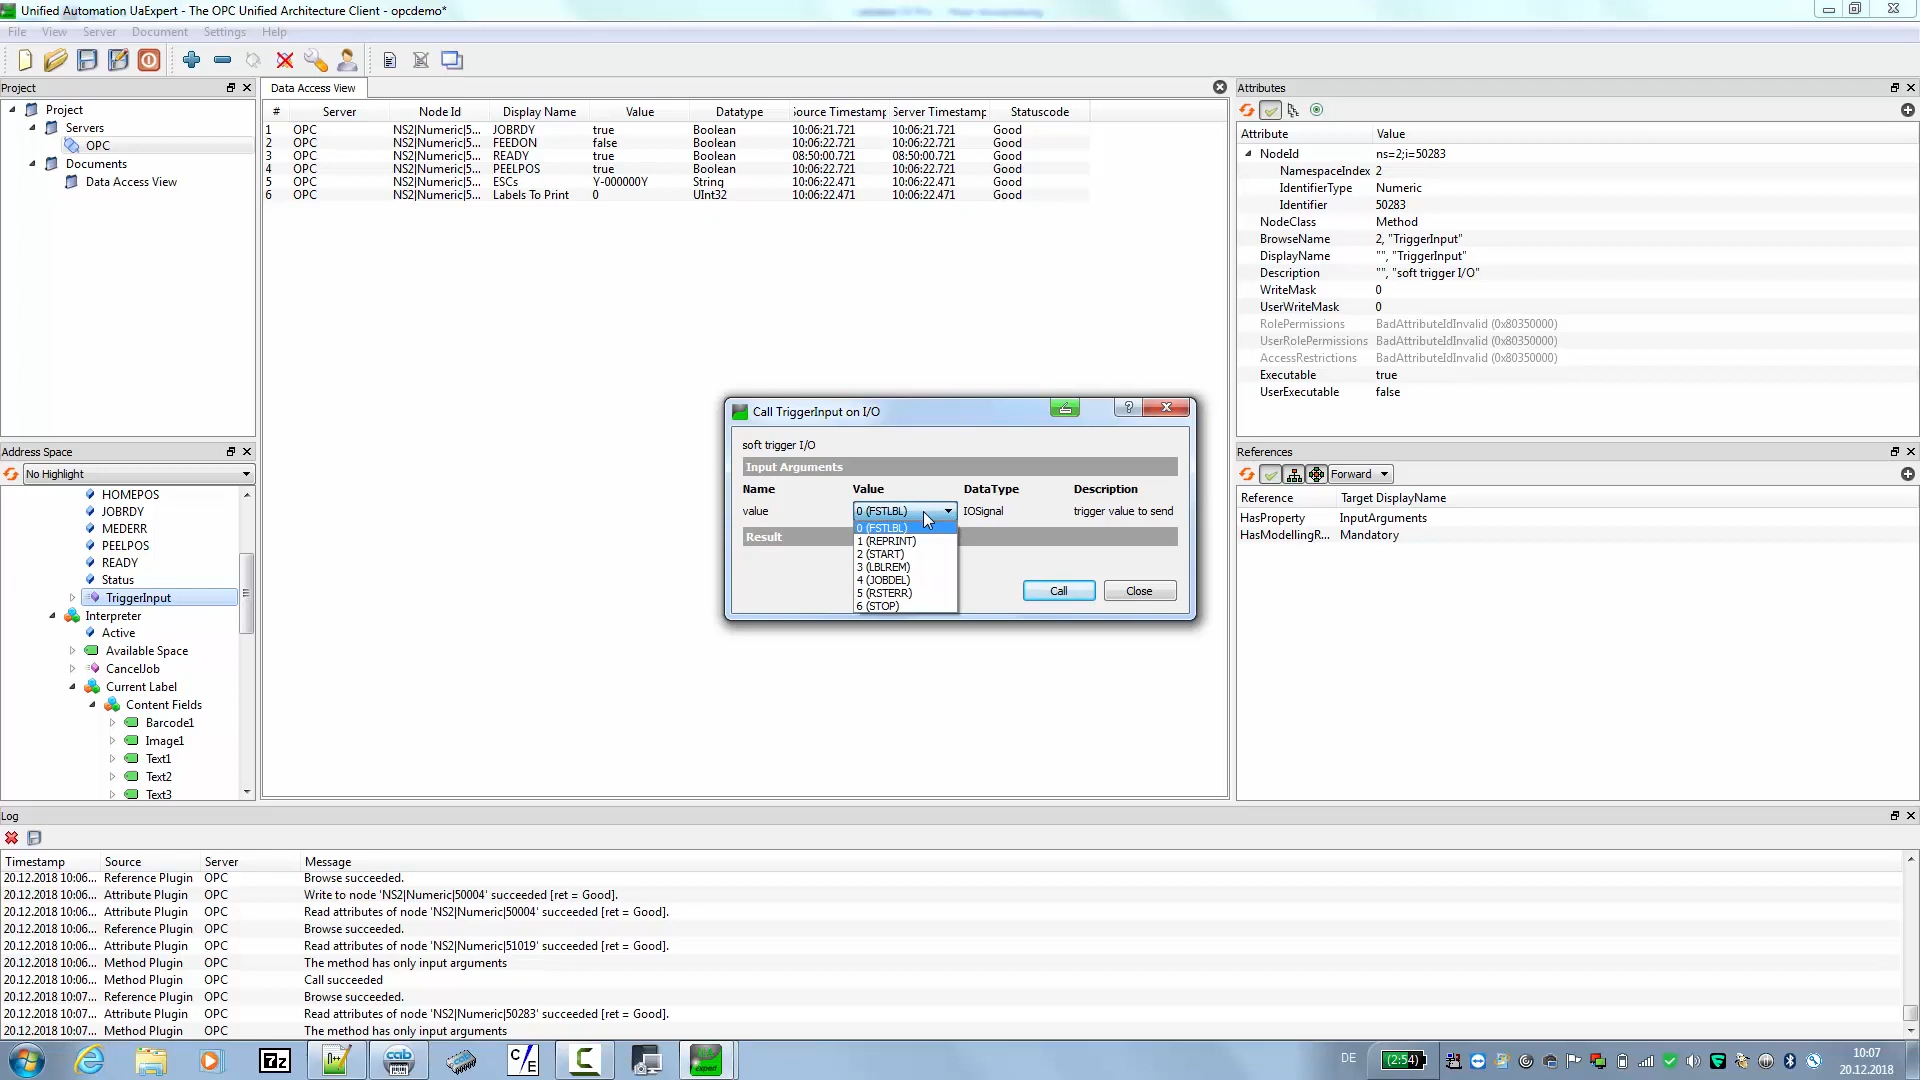 Unified Automation UaExpert - The OPC Unified Architecture Client - opcdemo*
File View Server Document Settings Help
Project
Project
Servers
OPC
Documents
Data Access View
Data Access View
# Server Node Id Display Name Value Datatype Source Timestamp Server Timestamp Statuscode
1 OPC NS2|Numeric|5... JOBRDY true Boolean 10:06:21.721 10:06:21.721 Good
2 OPC NS2|Numeric|5... FEEDON false Boolean 10:06:22.721 10:06:22.721 Good
3 OPC NS2|Numeric|5... READY true Boolean 08:50:00.721 08:50:00.721 Good
4 OPC NS2|Numeric|5... PEELPOS true Boolean 10:06:22.721 10:06:22.721 Good
5 OPC NS2|Numeric|5... ESCs Y-000000Y String 10:06:22.471 10:06:22.471 Good
6 OPC NS2|Numeric|5... Labels To Print 0 UInt32 10:06:22.471 10:06:22.471 Good
Attributes
Attribute Value
NodeId ns=2;i=50283
NamespaceIndex 2
IdentifierType Numeric
Identifier 50283
NodeClass Method
BrowseName 2, "TriggerInput"
DisplayName "", "TriggerInput"
Description "", "soft trigger I/O"
WriteMask 0
UserWriteMask 0
RolePermissions BadAttributeIdInvalid (0x80350000)
UserRolePermissions BadAttributeIdInvalid (0x80350000)
AccessRestrictions BadAttributeIdInvalid (0x80350000)
Executable true
UserExecutable false
Call TriggerInput on I/O
?
soft trigger I/O
Input Arguments
Name Value DataType Description
value 0 (FSTLBL) IOSignal trigger value to send
0 (FSTLBL)
1 (REPRINT)
2 (START)
3 (LBLREM)
4 (JOBDEL)
5 (RSTERR)
6 (STOP)
Result
Call Close
Address Space
No Highlight
HOMEPOS
JOBRDY
MEDERR
PEELPOS
READY
Status
TriggerInput
Interpreter
Active
Available Space
CancelJob
Current Label
Content Fields
Barcode1
Image1
Text1
Text2
Text3
References
Forward
Reference Target DisplayName
HasProperty InputArguments
HasModellingR... Mandatory
Log
Timestamp Source Server Message
20.12.2018 10:06... Reference Plugin OPC Browse succeeded.
20.12.2018 10:06... Attribute Plugin OPC Write to node 'NS2|Numeric|50004' succeeded [ret = Good].
20.12.2018 10:06... Attribute Plugin OPC Read attributes of node 'NS2|Numeric|50004' succeeded [ret = Good].
20.12.2018 10:06... Reference Plugin OPC Browse succeeded.
20.12.2018 10:06... Attribute Plugin OPC Read attributes of node 'NS2|Numeric|51019' succeeded [ret = Good].
20.12.2018 10:06... Method Plugin OPC The method has only input arguments
20.12.2018 10:06... Method Plugin OPC Call succeeded
20.12.2018 10:07... Reference Plugin OPC Browse succeeded.
20.12.2018 10:07... Attribute Plugin OPC Read attributes of node 'NS2|Numeric|50283' succeeded [ret = Good].
20.12.2018 10:07... Method Plugin OPC The method has only input arguments
7z
cab
C/E
expert
DE
(2:54)
10:07
20.12.2018